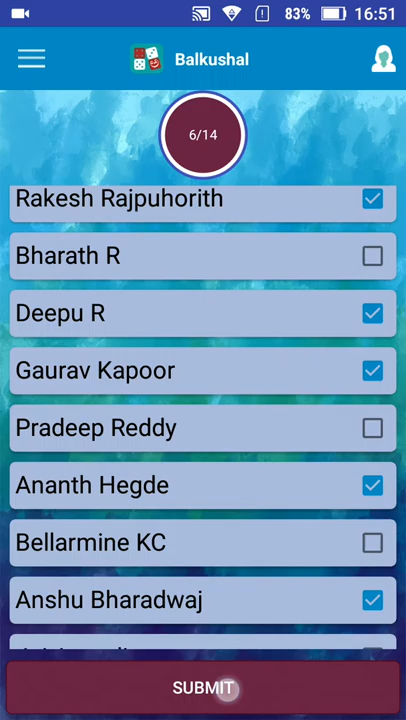 83%
16:51
Balkushal
6/14
Rakesh Rajpuhorith
Bharath R
Deepu R
Gaurav Kapoor
Pradeep Reddy
Ananth Hegde
Bellarmine KC
Anshu Bharadwaj
SUBMIT